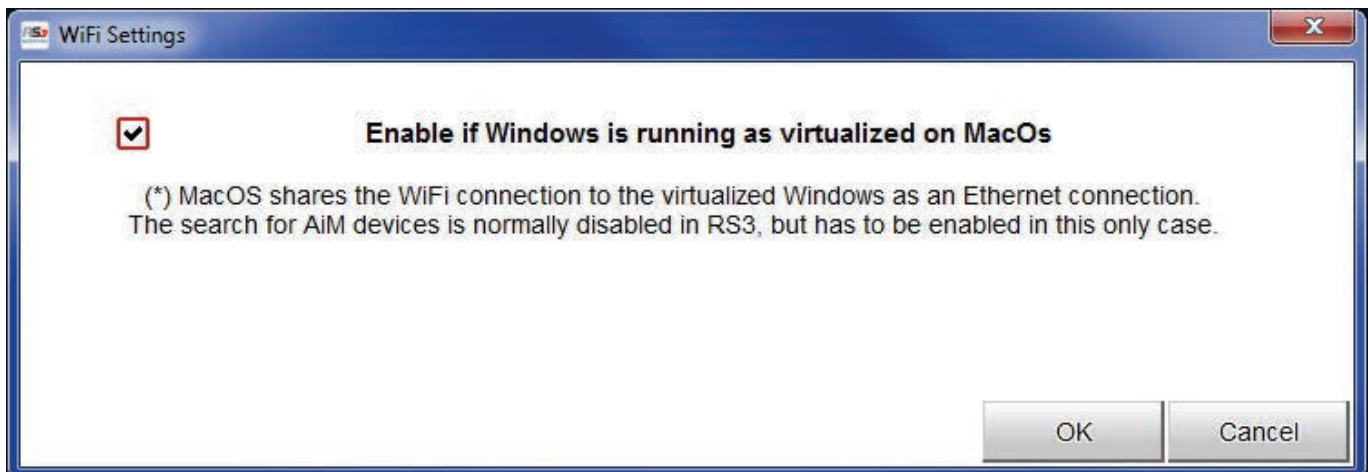 RS3 WiFi Settings
Enable if Windows is running as virtualized on MacOs
(*) MacOS shares the WiFi connection to the virtualized Windows as an Ethernet connection.
The search for AiM devices is normally disabled in RS3, but has to be enabled in this only case.
OK Cancel